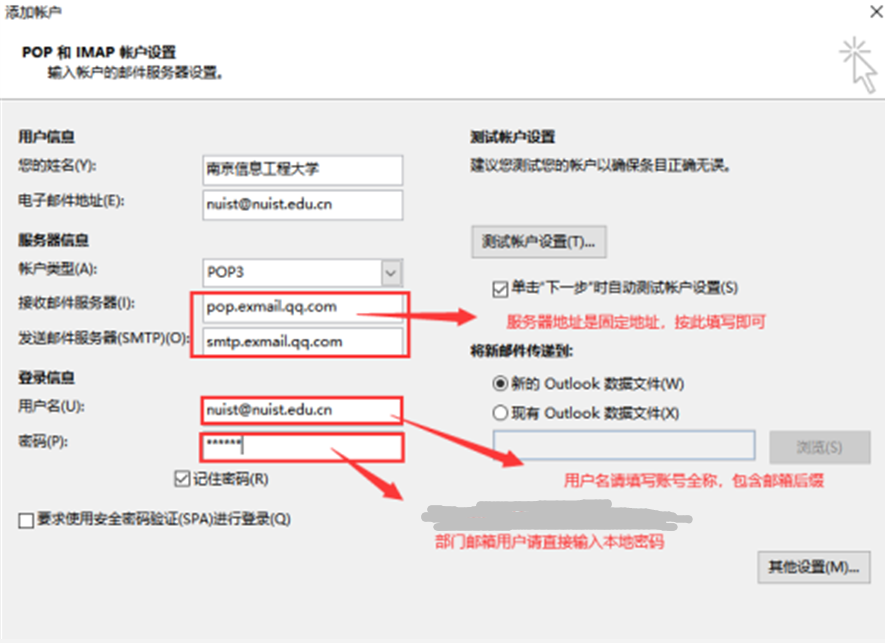 添加帐户
POP 和 IMAP 帐户设置
输入帐户的邮件服务器设置。
用户信息
您的姓名(Y):
南京信息工程大学
电子邮件地址(E):
nuist@nuist.edu.cn
服务器信息
帐户类型(A):
POP3
接收邮件服务器(I):
pop.exmail.qq.com
发送邮件服务器(SMTP)(O):
smtp.exmail.qq.com
登录信息
用户名(U):
nuist@nuist.edu.cn
密码(P):
******
记住密码(R)
要求使用安全密码验证(SPA)进行登录(Q)
测试帐户设置
建议您测试您的帐户以确保条目正确无误。
测试帐户设置(T)...
单击"下一步"时自动测试帐户设置(S)
服务器地址是固定地址，按此填写即可
将新邮件传递到:
新的 Outlook 数据文件(W)
现有 Outlook 数据文件(X)
浏览(S)
用户名请填写账号全称，包含邮箱后缀
部门邮箱用户请直接输入本地密码
其他设置(M)...